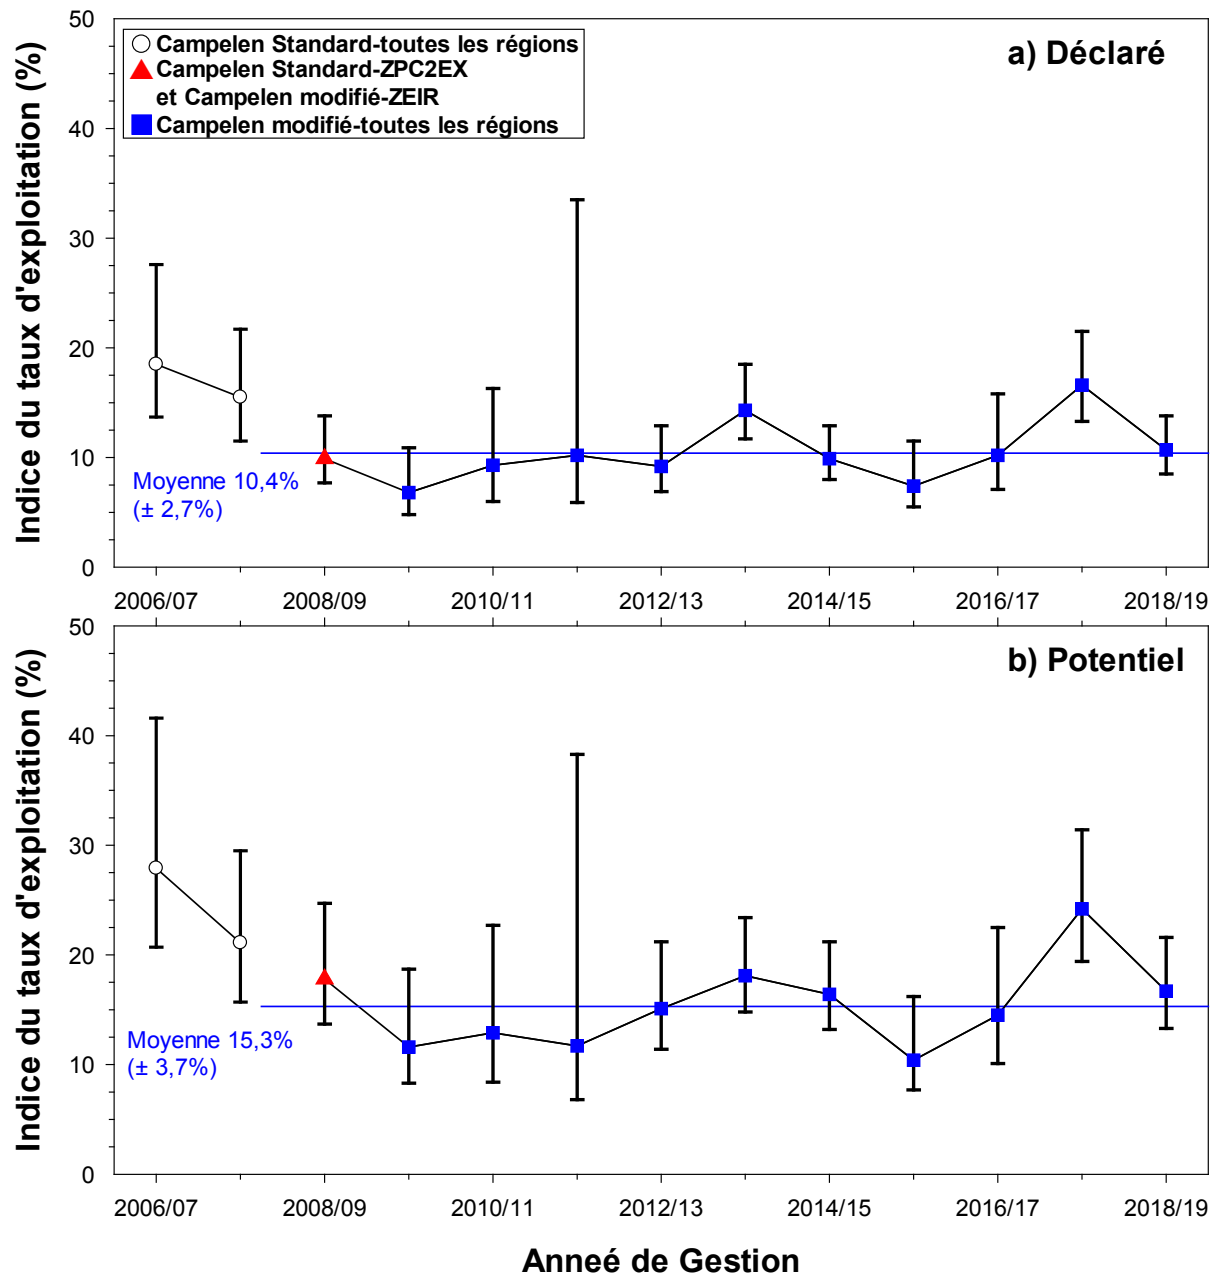 50
40
30
20
10
0
Indice du taux d'exploitation (%)
Campelen Standard-toutes les régions
Campelen Standard-ZPC2EX
et Campelen modifié-ZEIR
Campelen modifié-toutes les régions
a) Déclaré
Moyenne 10,4%
(± 2,7%)
2006/07 2008/09 2010/11 2012/13 2014/15 2016/17 2018/19
50
40
30
20
10
0
Indice du taux d'exploitation (%)
b) Potentiel
Moyenne 15,3%
(± 3,7%)
2006/07 2008/09 2010/11 2012/13 2014/15 2016/17 2018/19
Anneé de Gestion